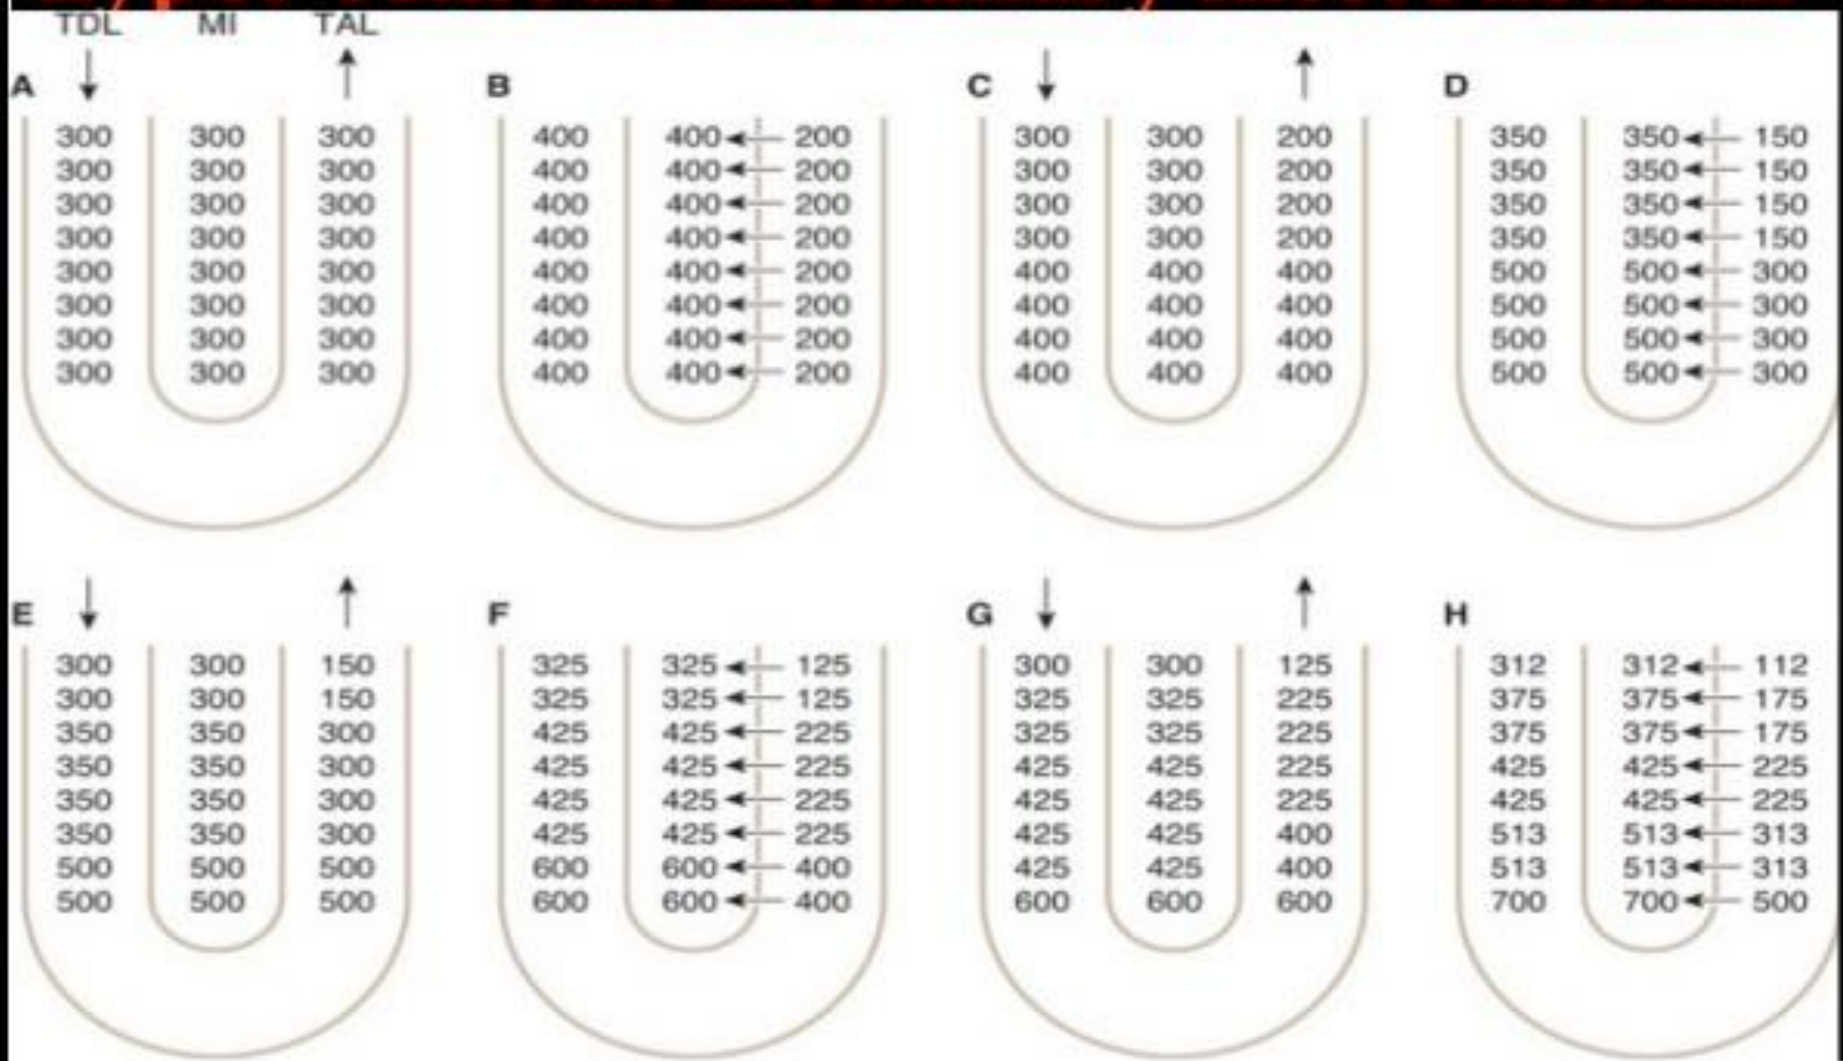 TDL MI TAL
A B C D
300 300 300 400 400 200 300 300 200 350 350 150
300 300 300 400 400 200 300 300 200 350 350 150
300 300 300 400 400 200 300 300 200 350 350 150
300 300 300 400 400 200 300 300 200 350 350 150
300 300 300 400 400 200 400 400 400 500 500 300
300 300 300 400 400 200 400 400 400 500 500 300
300 300 300 400 400 200 400 400 400 500 500 300
300 300 300 400 400 200 400 400 400 500 500 300
E F G H
300 300 150 325 325 125 300 300 125 312 312 112
300 300 150 325 325 125 325 325 225 375 375 175
350 350 300 425 425 225 325 325 225 375 375 175
350 350 300 425 425 225 425 425 225 425 425 225
350 350 300 425 425 225 425 425 225 425 425 225
350 350 300 425 425 225 425 425 400 513 513 313
500 500 500 600 600 400 425 425 400 513 513 313
500 500 500 600 600 400 600 600 600 700 700 500